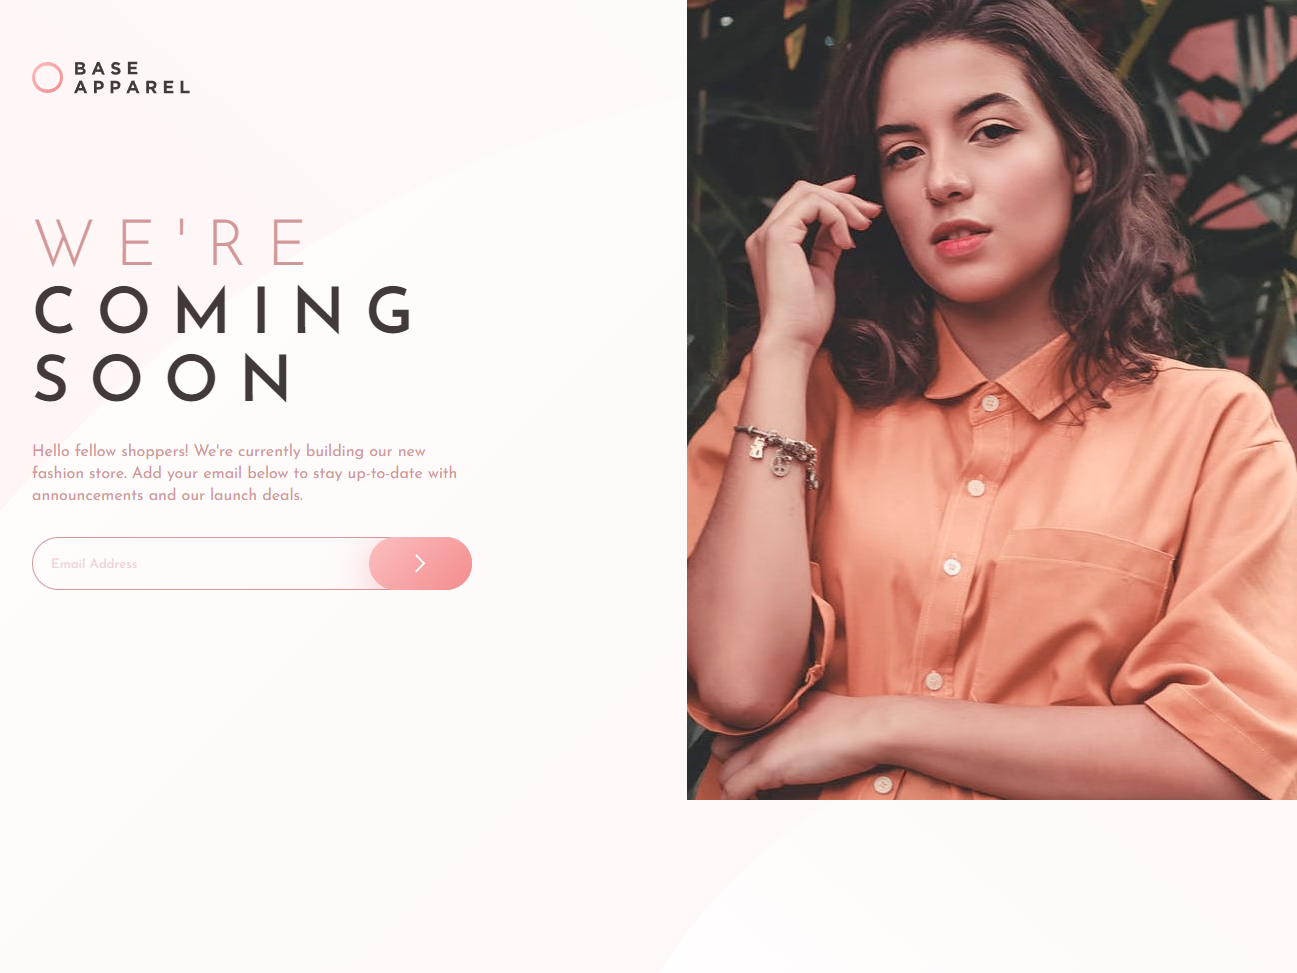 BASE
APPAREL
WE'RE
COMING
SOON
Hello fellow shoppers! We're currently building our new
fashion store. Add your email below to stay up-to-date with
announcements and our launch deals.
Email Address